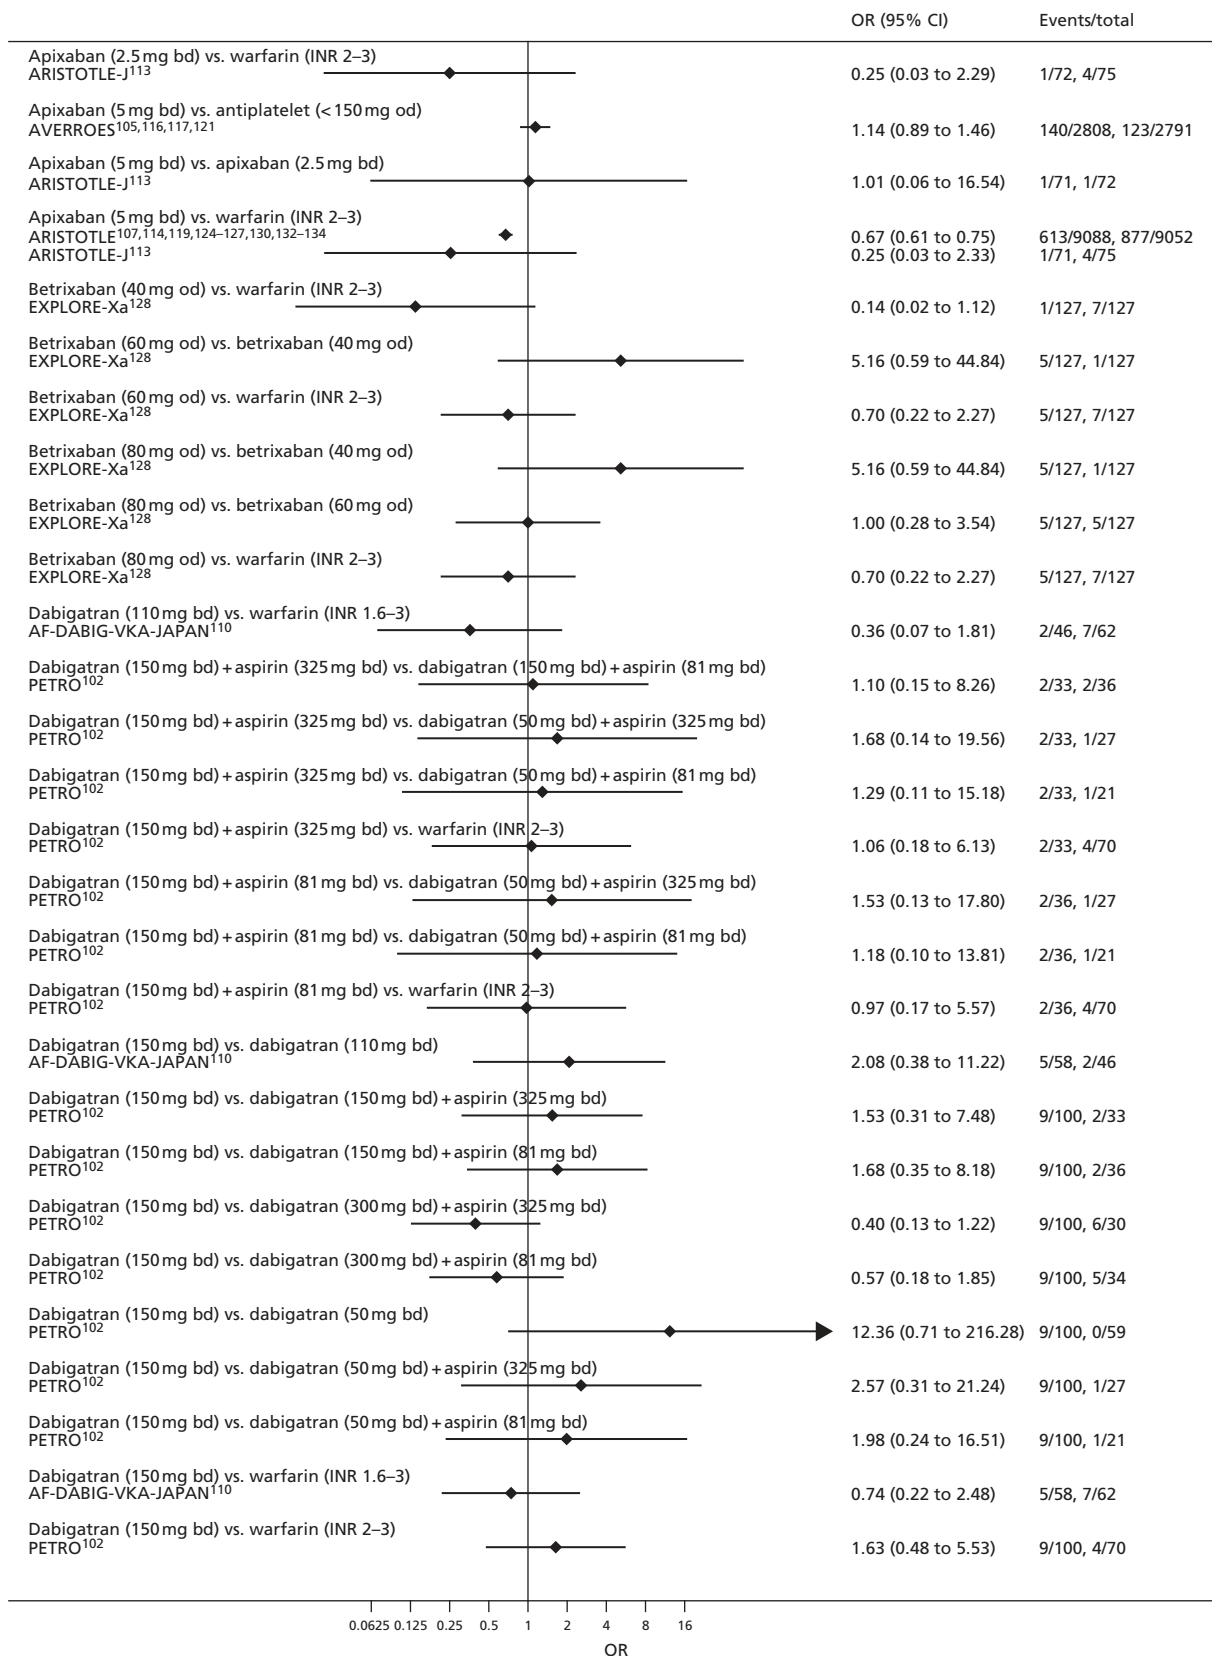 OR (95% CI) Events/total
Apixaban (2.5 mg bd) vs. warfarin (INR 2–3)
ARISTOTLE-J113 0.25 (0.03 to 2.29) 1/72, 4/75
Apixaban (5 mg bd) vs. antiplatelet (< 150 mg od)
AVERROES105,116,117,121 1.14 (0.89 to 1.46) 140/2808, 123/2791
Apixaban (5 mg bd) vs. apixaban (2.5 mg bd)
ARISTOTLE-J113 1.01 (0.06 to 16.54) 1/71, 1/72
Apixaban (5 mg bd) vs. warfarin (INR 2–3)
ARISTOTLE107,114,119,124–127,130,132–134 0.67 (0.61 to 0.75) 613/9088, 877/9052
ARISTOTLE-J113 0.25 (0.03 to 2.33) 1/71, 4/75
Betrixaban (40 mg od) vs. warfarin (INR 2–3)
EXPLORE-Xa128 0.14 (0.02 to 1.12) 1/127, 7/127
Betrixaban (60 mg od) vs. betrixaban (40 mg od)
EXPLORE-Xa128 5.16 (0.59 to 44.84) 5/127, 1/127
Betrixaban (60 mg od) vs. warfarin (INR 2–3)
EXPLORE-Xa128 0.70 (0.22 to 2.27) 5/127, 7/127
Betrixaban (80 mg od) vs. betrixaban (40 mg od)
EXPLORE-Xa128 5.16 (0.59 to 44.84) 5/127, 1/127
Betrixaban (80 mg od) vs. betrixaban (60 mg od)
EXPLORE-Xa128 1.00 (0.28 to 3.54) 5/127, 5/127
Betrixaban (80 mg od) vs. warfarin (INR 2–3)
EXPLORE-Xa128 0.70 (0.22 to 2.27) 5/127, 7/127
Dabigatran (110 mg bd) vs. warfarin (INR 1.6–3)
AF-DABIG-VKA-JAPAN110 0.36 (0.07 to 1.81) 2/46, 7/62
Dabigatran (150 mg bd) + aspirin (325 mg bd) vs. dabigatran (150 mg bd) + aspirin (81 mg bd)
PETRO102 1.10 (0.15 to 8.26) 2/33, 2/36
Dabigatran (150 mg bd) + aspirin (325 mg bd) vs. dabigatran (50 mg bd) + aspirin (325 mg bd)
PETRO102 1.68 (0.14 to 19.56) 2/33, 1/27
Dabigatran (150 mg bd) + aspirin (325 mg bd) vs. dabigatran (50 mg bd) + aspirin (81 mg bd)
PETRO102 1.29 (0.11 to 15.18) 2/33, 1/21
Dabigatran (150 mg bd) + aspirin (325 mg bd) vs. warfarin (INR 2–3)
PETRO102 1.06 (0.18 to 6.13) 2/33, 4/70
Dabigatran (150 mg bd) + aspirin (81 mg bd) vs. dabigatran (50 mg bd) + aspirin (325 mg bd)
PETRO102 1.53 (0.13 to 17.80) 2/36, 1/27
Dabigatran (150 mg bd) + aspirin (81 mg bd) vs. dabigatran (50 mg bd) + aspirin (81 mg bd)
PETRO102 1.18 (0.10 to 13.81) 2/36, 1/21
Dabigatran (150 mg bd) + aspirin (81 mg bd) vs. warfarin (INR 2–3)
PETRO102 0.97 (0.17 to 5.57) 2/36, 4/70
Dabigatran (150 mg bd) vs. dabigatran (110 mg bd)
AF-DABIG-VKA-JAPAN110 2.08 (0.38 to 11.22) 5/58, 2/46
Dabigatran (150 mg bd) vs. dabigatran (150 mg bd) + aspirin (325 mg bd)
PETRO102 1.53 (0.31 to 7.48) 9/100, 2/33
Dabigatran (150 mg bd) vs. dabigatran (150 mg bd) + aspirin (81 mg bd)
PETRO102 1.68 (0.35 to 8.18) 9/100, 2/36
Dabigatran (150 mg bd) vs. dabigatran (300 mg bd) + aspirin (325 mg bd)
PETRO102 0.40 (0.13 to 1.22) 9/100, 6/30
Dabigatran (150 mg bd) vs. dabigatran (300 mg bd) + aspirin (81 mg bd)
PETRO102 0.57 (0.18 to 1.85) 9/100, 5/34
Dabigatran (150 mg bd) vs. dabigatran (50 mg bd)
PETRO102 12.36 (0.71 to 216.28) 9/100, 0/59
Dabigatran (150 mg bd) vs. dabigatran (50 mg bd) + aspirin (325 mg bd)
PETRO102 2.57 (0.31 to 21.24) 9/100, 1/27
Dabigatran (150 mg bd) vs. dabigatran (50 mg bd) + aspirin (81 mg bd)
PETRO102 1.98 (0.24 to 16.51) 9/100, 1/21
Dabigatran (150 mg bd) vs. warfarin (INR 1.6–3)
AF-DABIG-VKA-JAPAN110 0.74 (0.22 to 2.48) 5/58, 7/62
Dabigatran (150 mg bd) vs. warfarin (INR 2–3)
PETRO102 1.63 (0.48 to 5.53) 9/100, 4/70
0.0625 0.125 0.25 0.5 1 2 4 8 16
OR